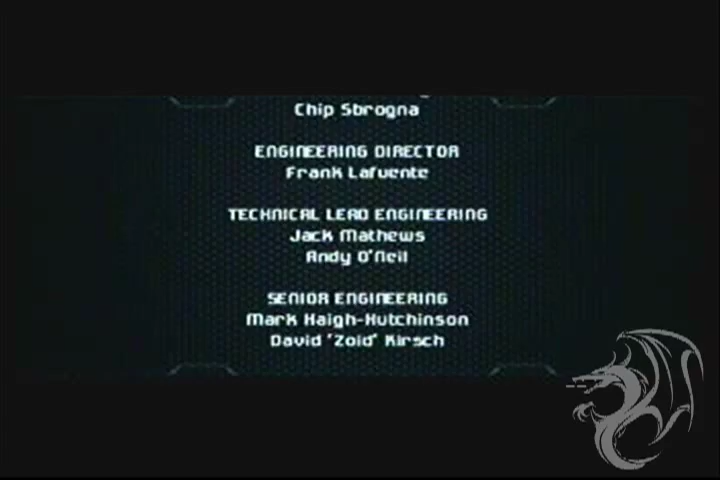 Chip Sbrogna
ENGINEERING DIRECTOR
Frank Lafuente
TECHNICAL LEAD ENGINEERING
Jack Mathews
Andy O'Neil
SENIOR ENGINEERING
Mark Haigh-Hutchinson
David 'Zoid' Kirsch